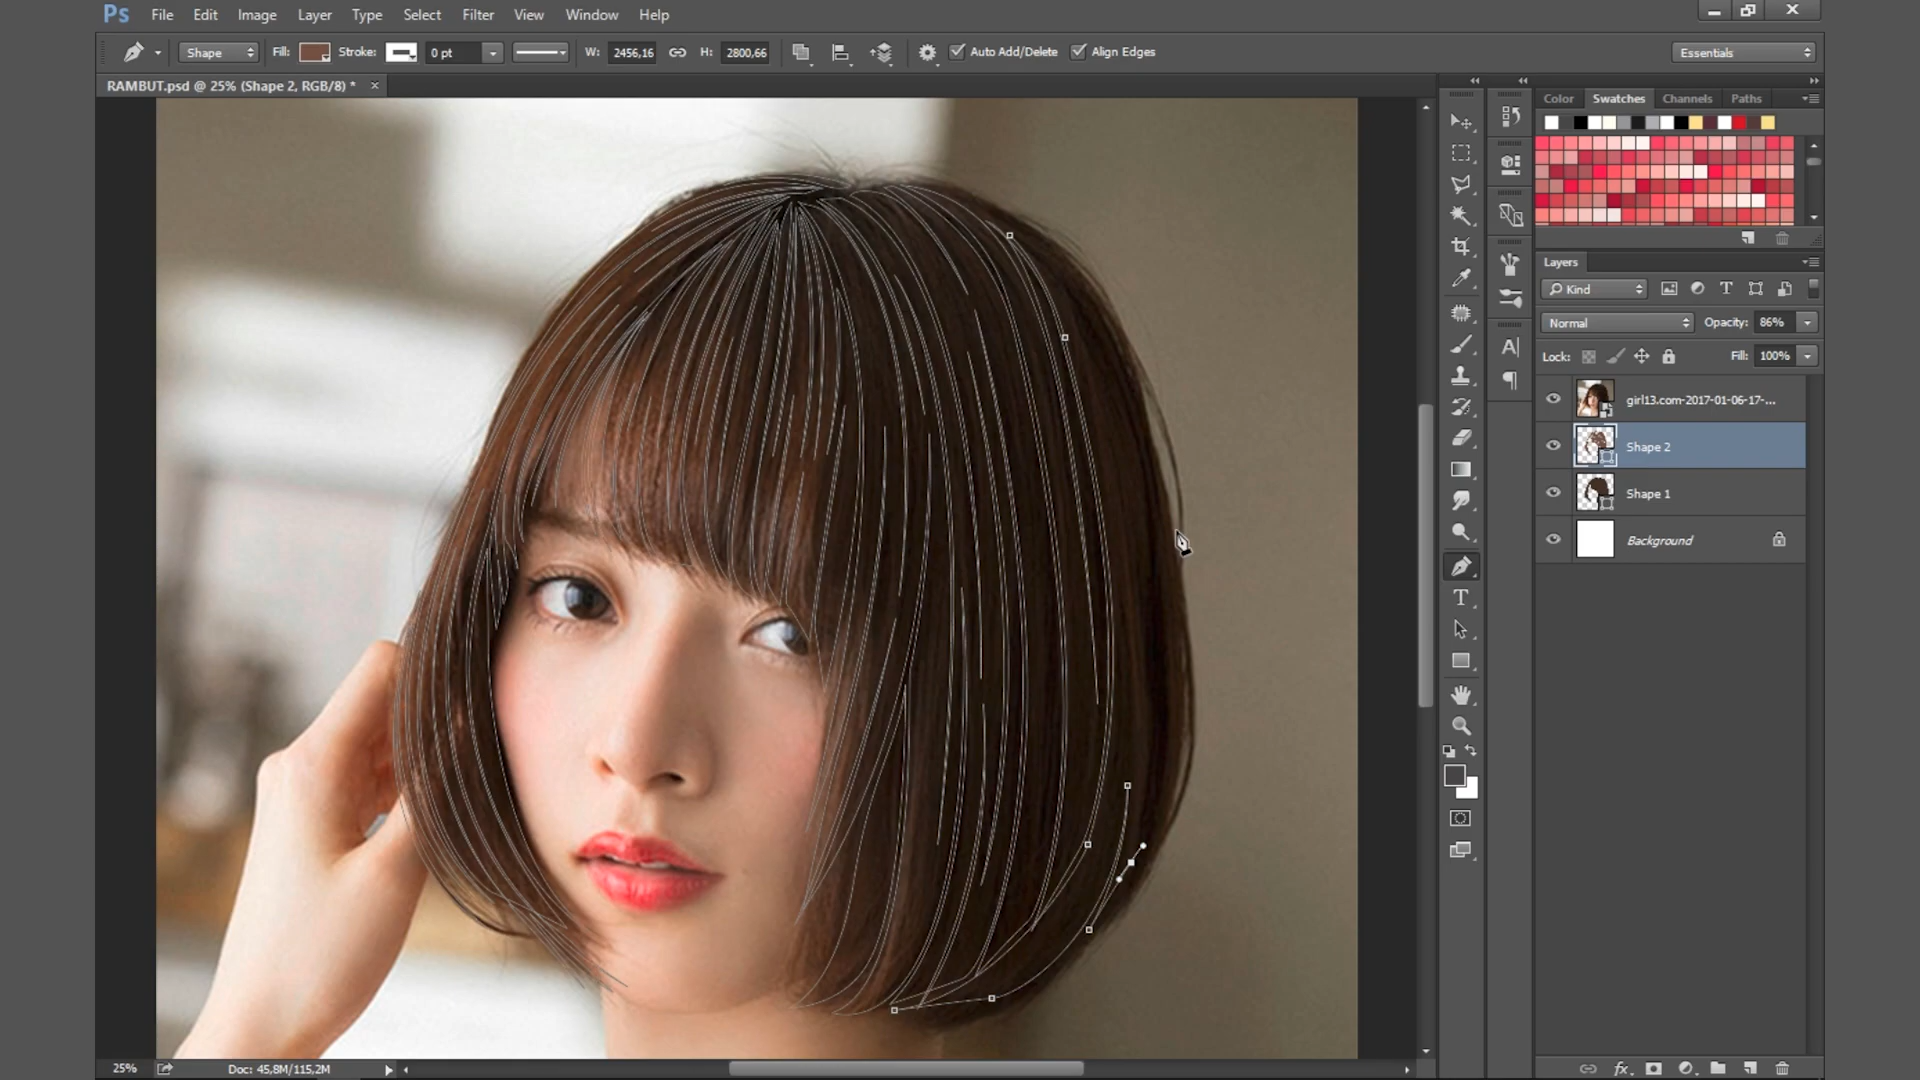 Ps File Edit Image Layer Type Select Filter View Window Help
Shape Fill: Stroke: 0 pt W: 2456,16 H: 2800,66 Auto Add/Delete Align Edges Essentials
RAMBUT.psd @ 25% (Shape 2, RGB/8) *
Color Swatches Channels Paths
Layers
Kind
Normal Opacity: 86%
Lock: Fill: 100%
girl13.com-2017-01-06-17-...
Shape 2
Shape 1
Background
25% Doc: 45,8M/115,2M